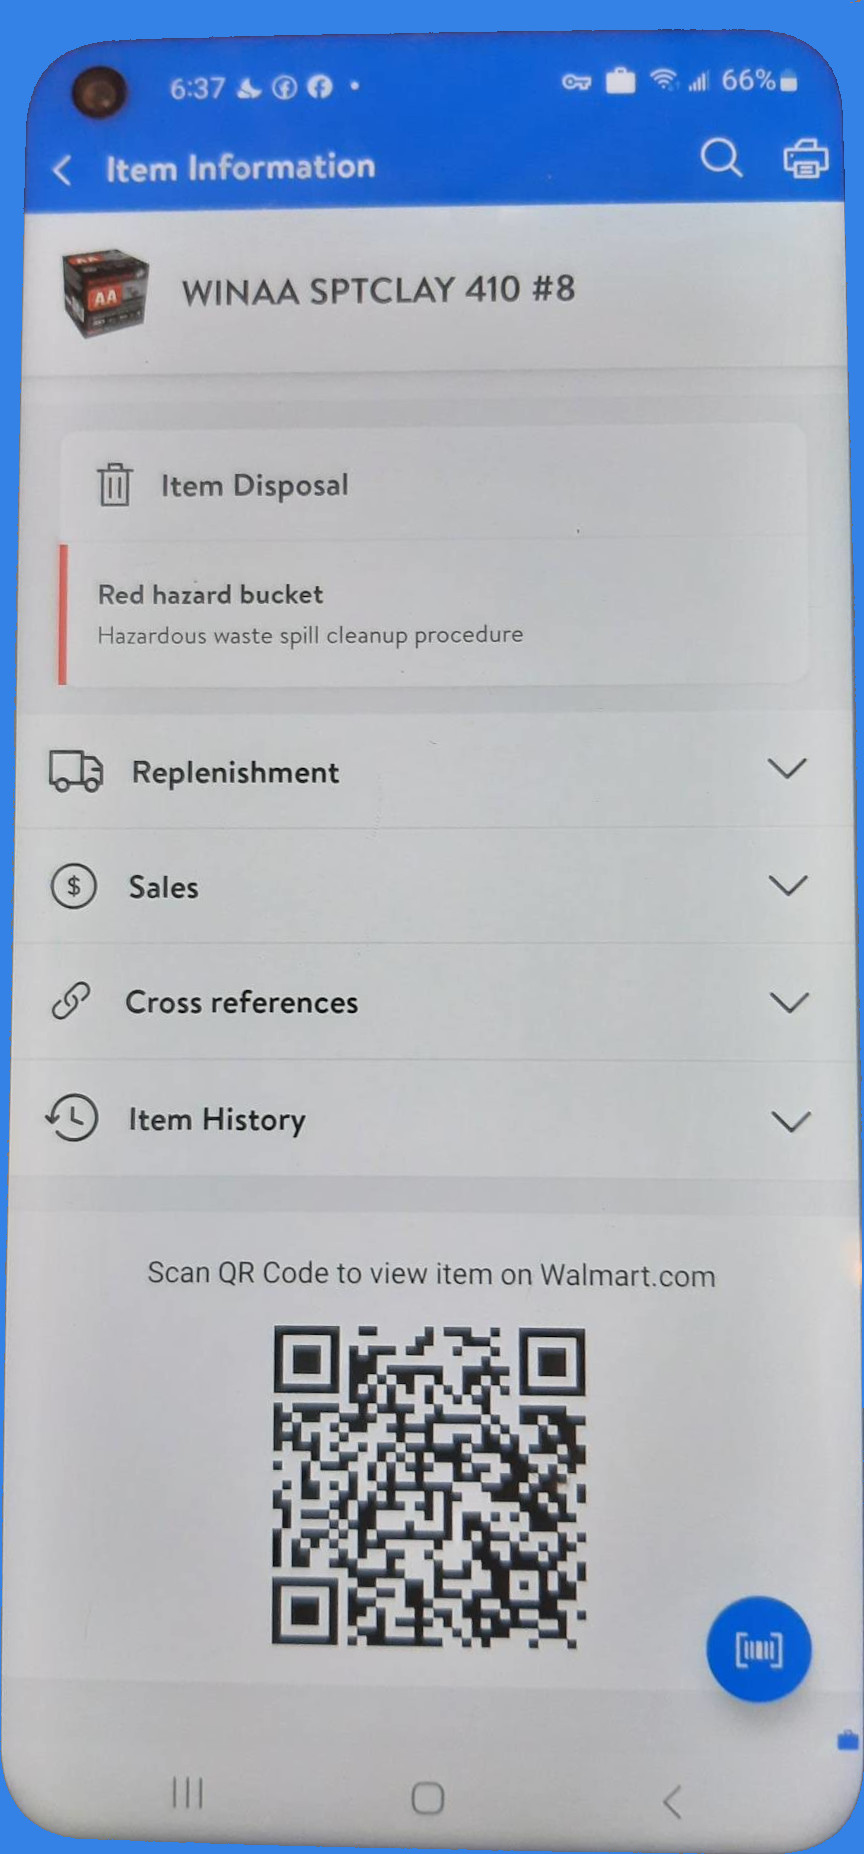 6:37
66%
Item Information
AA
WINAA SPTCLAY 410 #8
Item Disposal
Red hazard bucket
Hazardous waste spill cleanup procedure
Replenishment
$ Sales
Cross references
Item History
Scan QR Code to view item on Walmart.com